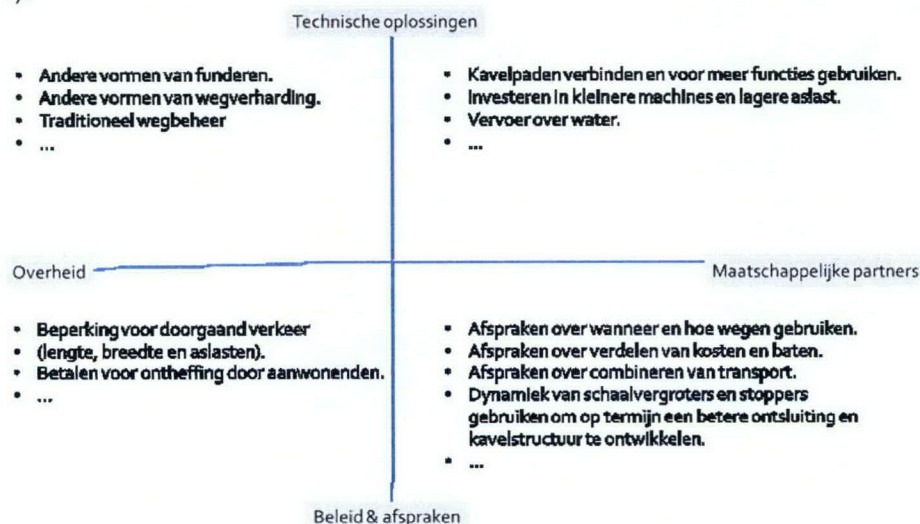 Technische oplossingen
• Andere vormen van funderen.
• Andere vormen van wegverharding.
• Traditioneel wegbeheer
• ...
• Kavelpaden verbinden en voor meer functies gebruiken.
• Investeren in kleinere machines en lagere aslast.
• Vervoer over water.
• ...
Overheid
Maatschappelijke partners
• Beperking voor doorgaand verkeer
• (lengte, breedte en aslasten).
• Betalen voor ontheffing door aanwonenden.
• ...
• Afspraken over wanneer en hoe wegen gebruiken.
• Afspraken over verdelen van kosten en baten.
• Afspraken over combineren van transport.
• Dynamiek van schaalvergroters en stoppers
gebruiken om op termijn een betere ontsluiting en
kavelstructuur te ontwikkelen.
• ...
Beleid & afspraken